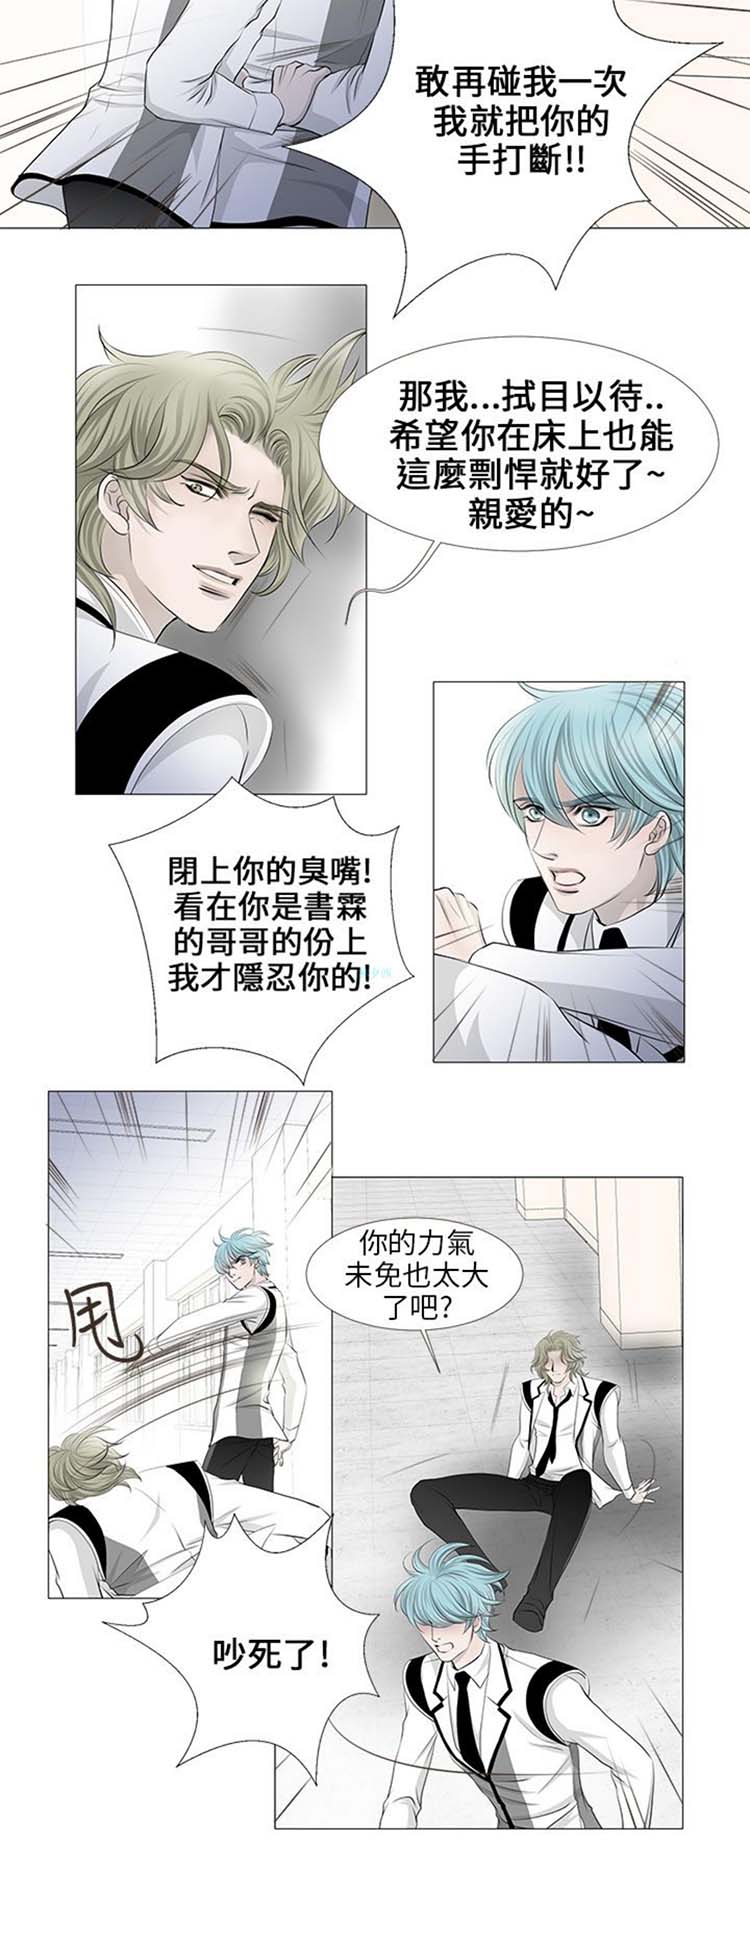 敢再碰我一次
我就把你的
手打斷!!
那我...拭目以待..
希望你在床上也能
這麼剽悍就好了~
親愛的~
閉上你的臭嘴!
看在你是書霖
的哥哥的份上
我才隱忍你的!
甩
你的力氣
未免也太大
了吧?
吵死了!